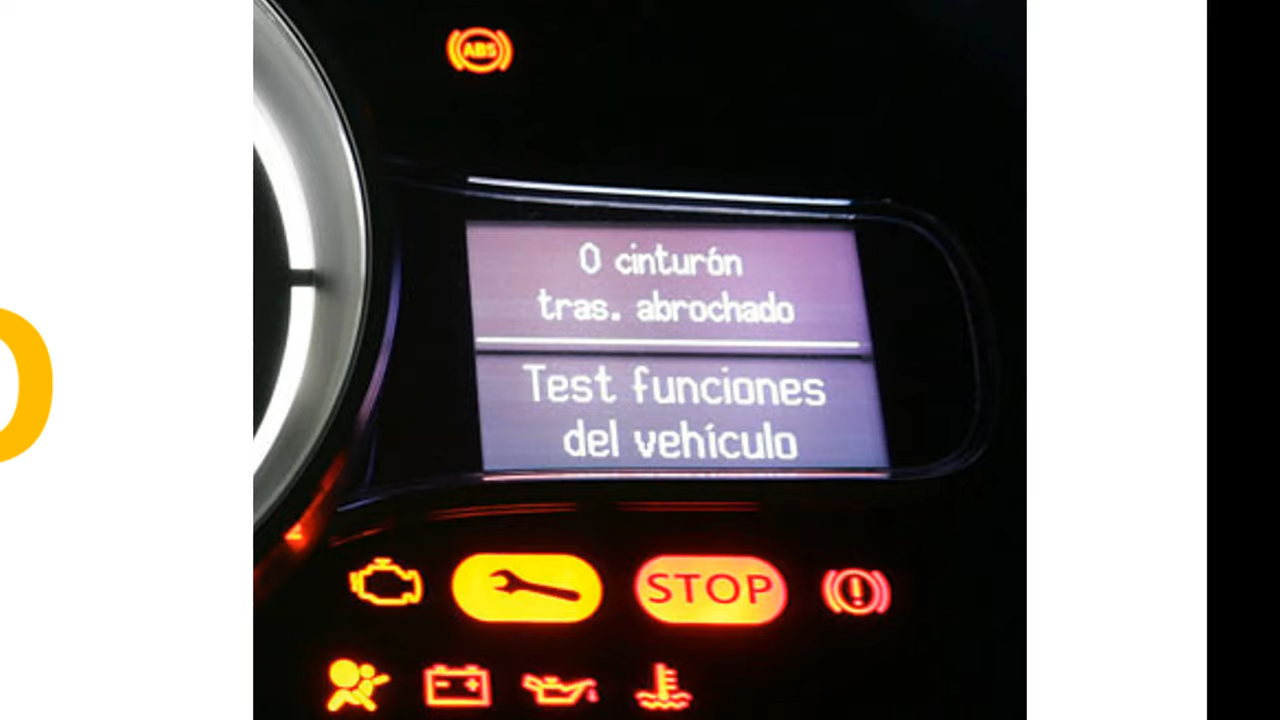 ABS
0 cinturón
tras. abrochado
Test funciones
del vehículo
STOP